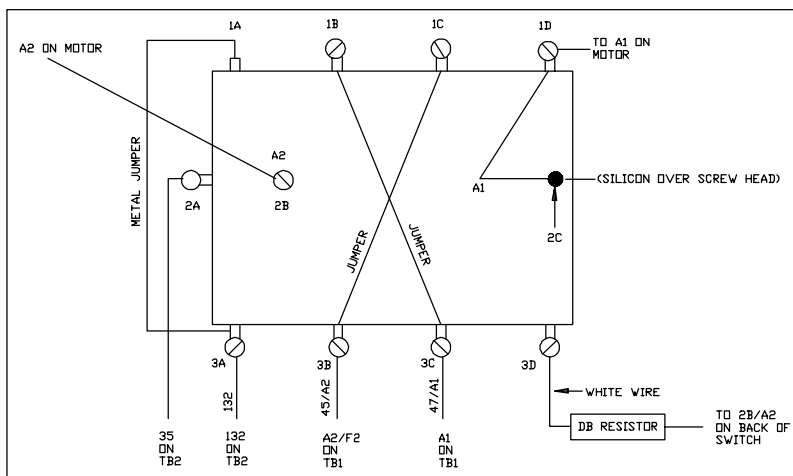 1A
1B
1C
1D
A2 ON MOTOR
TO A1 ON
MOTOR
METAL JUMPER
A2
2A
2B
A1
(SILICON OVER SCREW HEAD)
2C
JUMPER
JUMPER
3A
3B
3C
3D
132
45/A2
47/A1
WHITE WIRE
DB RESISTOR
TO 2B/A2
ON BACK OF
SWITCH
35
ON
TB2
132
ON
TB2
A2/F2
ON
TB1
A1
ON
TB1